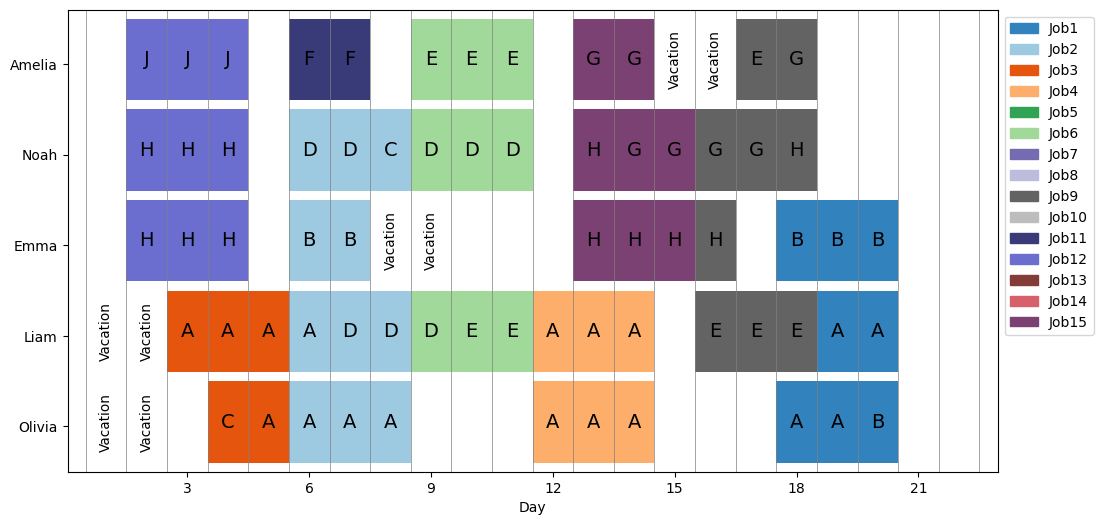 Amelia J J J F F E E E G G Vacation Vacation E G
Noah H H H D D C D D D H G G G G H
Emma H H H B B Vacation Vacation H H H H B B B
Liam Vacation Vacation A A A A D D D E E A A A E E E A A
Olivia Vacation Vacation C A A A A A A A A A B
3 6 9 12 15 18 21
Day
Job1
Job2
Job3
Job4
Job5
Job6
Job7
Job8
Job9
Job10
Job11
Job12
Job13
Job14
Job15